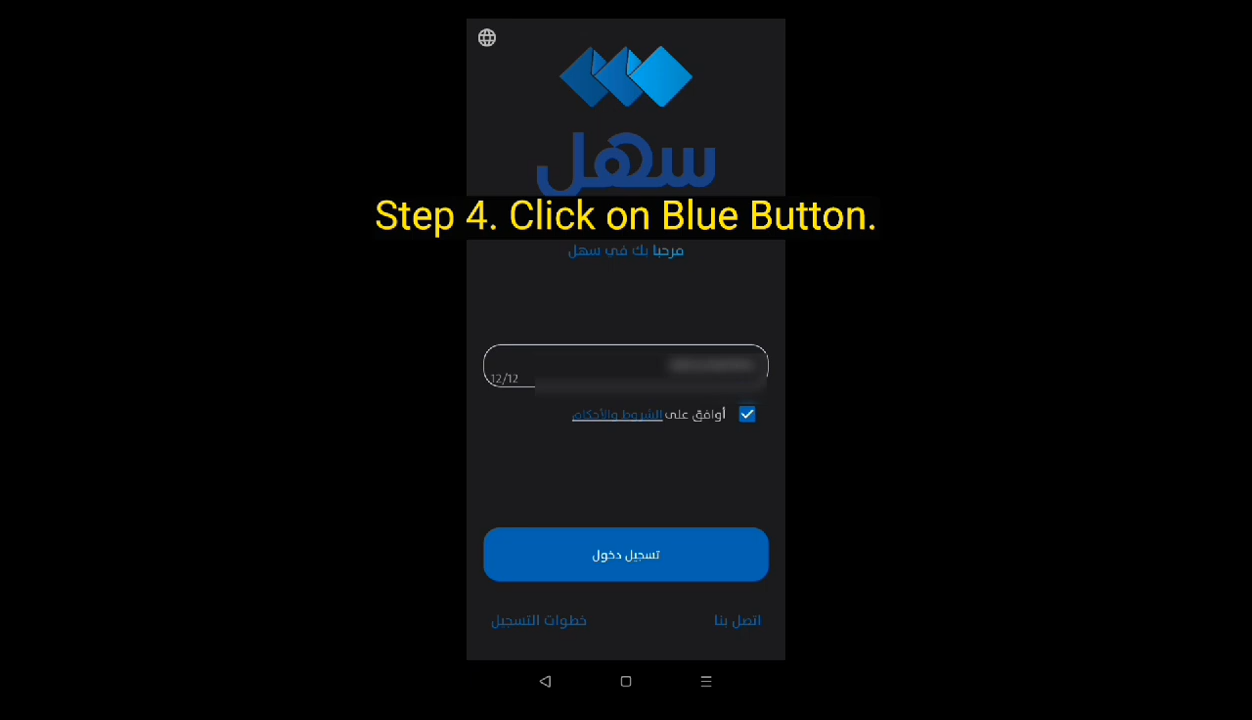 سهل
Step 4. Click on Blue Button.
مرحبا بك في سهل
12/12
أوافق على الشروط والأحكام
تسجيل دخول
اتصل بنا
خطوات التسجيل